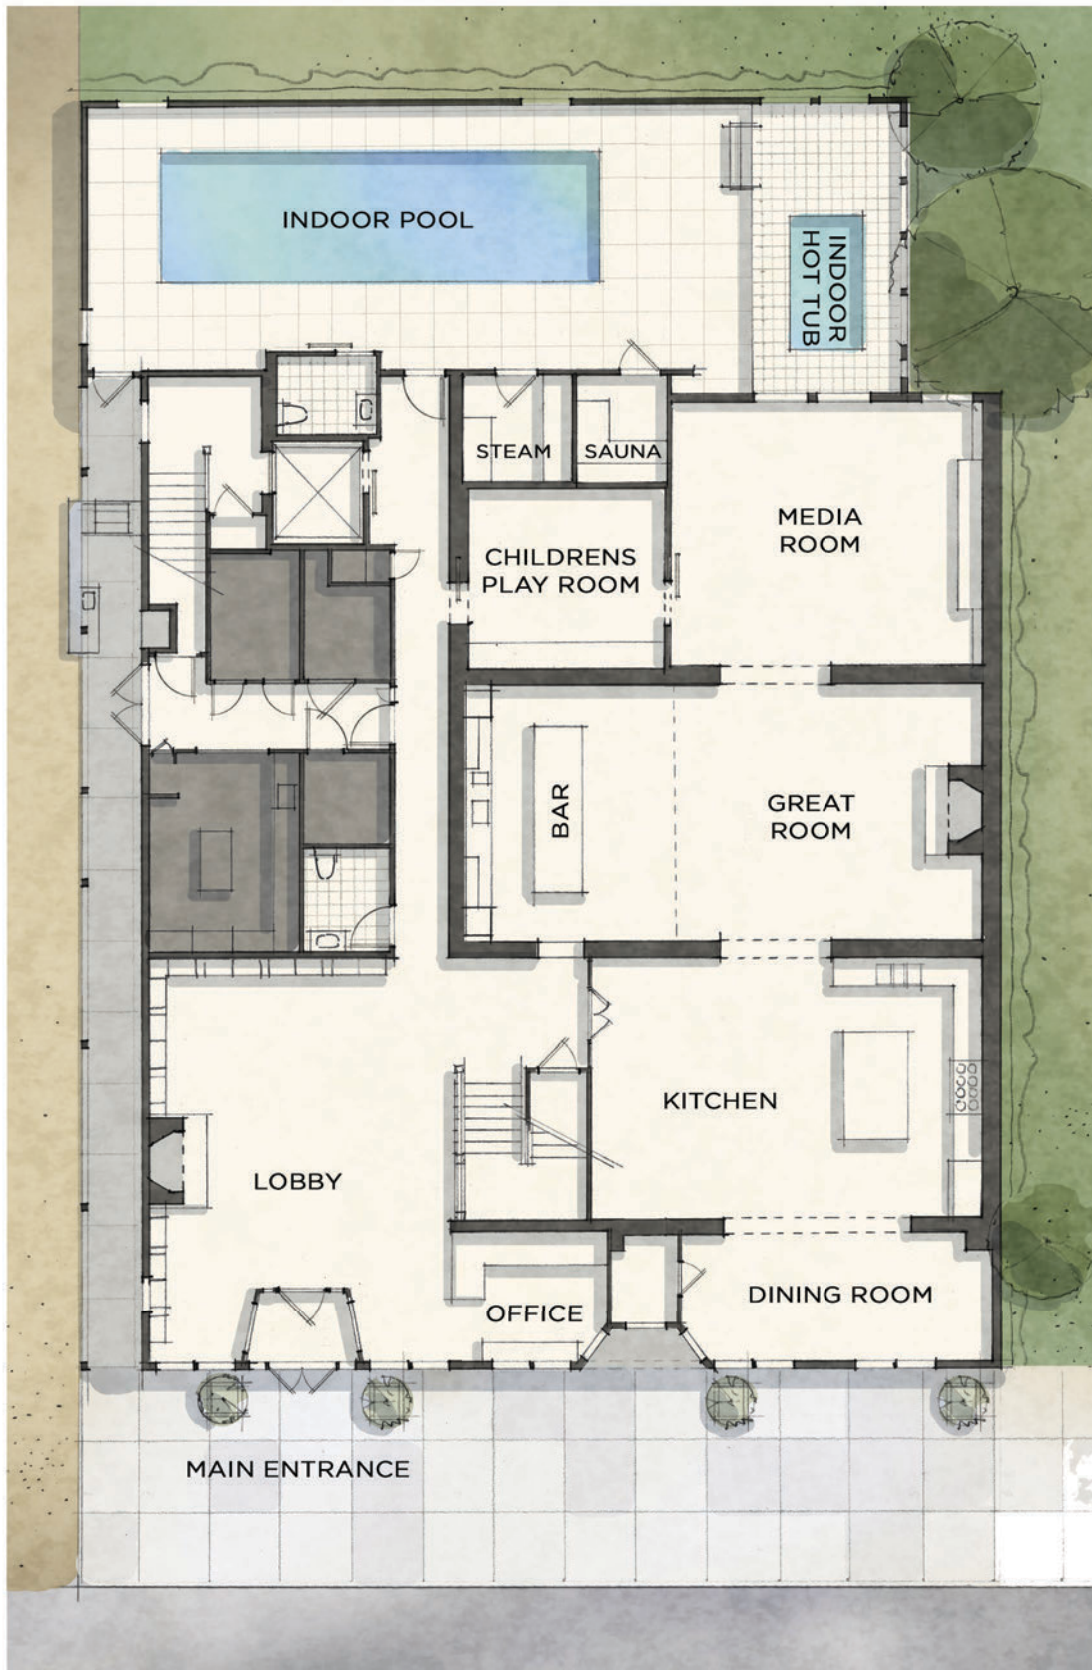 INDOOR POOL
INDOOR
HOT TUB
STEAM
SAUNA
MEDIA
ROOM
CHILDRENS
PLAY ROOM
BAR
GREAT
ROOM
KITCHEN
LOBBY
OFFICE
DINING ROOM
MAIN ENTRANCE